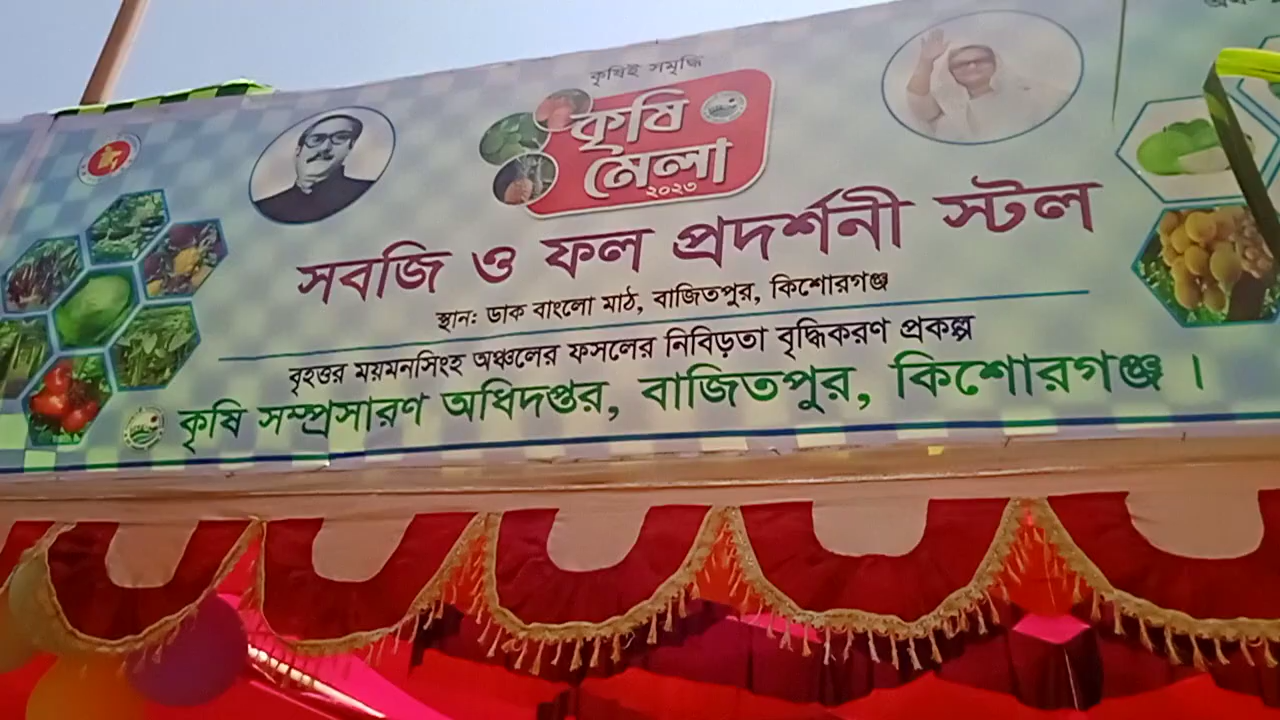 কৃষিই সমৃদ্ধি
কৃষি
মেলা
২০২৩
সবজি ও ফল প্রদর্শনী স্টল
স্থান: ডাক বাংলো মাঠ, বাজিতপুর, কিশোরগঞ্জ
বৃহত্তর ময়মনসিংহ অঞ্চলের ফসলের নিবিড়তা বৃদ্ধিকরণ প্রকল্প
কৃষি সম্প্রসারণ অধিদপ্তর, বাজিতপুর, কিশোরগঞ্জ ।